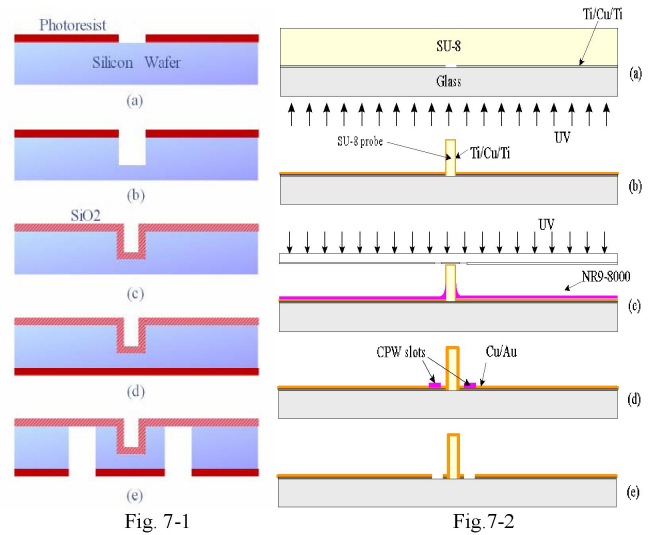 Photoresist
Silicon Wafer
(a)
(b)
SiO2
(c)
(d)
(e)
Fig. 7-1
Ti/Cu/Ti
SU-8
Glass
(a)
UV
SU-8 probe
Ti/Cu/Ti
(b)
UV
NR9-8000
(c)
CPW slots
Cu/Au
(d)
(e)
Fig.7-2